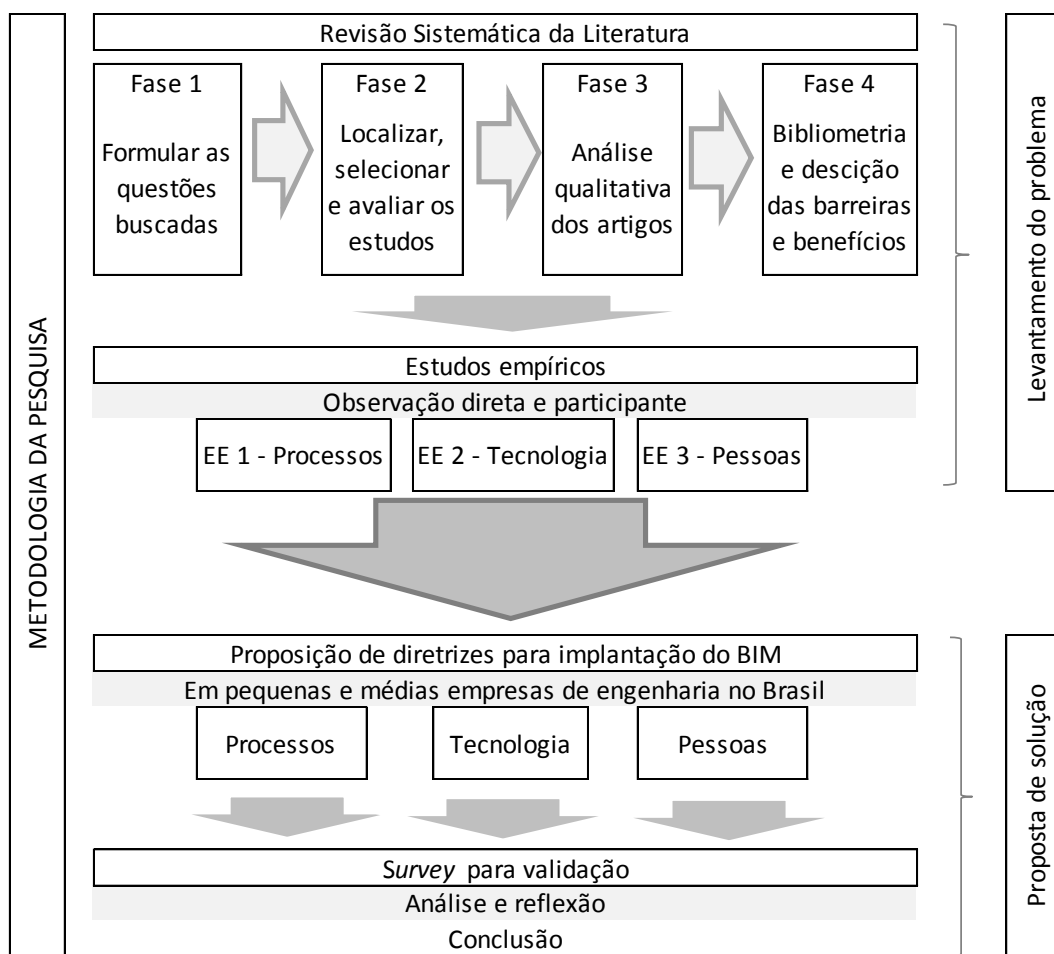 METODOLOGIA DA PESQUISA
Revisão Sistemática da Literatura
Fase 1
Formular as
questões
buscadas
Fase 2
Localizar,
selecionar
e avaliar os
estudos
Fase 3
Análise
qualitativa
dos artigos
Fase 4
Bibliometria
e descição
das barreiras
e benefícios
Levantamento do problema
Estudos empíricos
Observação direta e participante
EE 1 - Processos
EE 2 - Tecnologia
EE 3 - Pessoas
Proposição de diretrizes para implantação do BIM
Em pequenas e médias empresas de engenharia no Brasil
Processos
Tecnologia
Pessoas
Proposta de solução
Survey para validação
Análise e reflexão
Conclusão